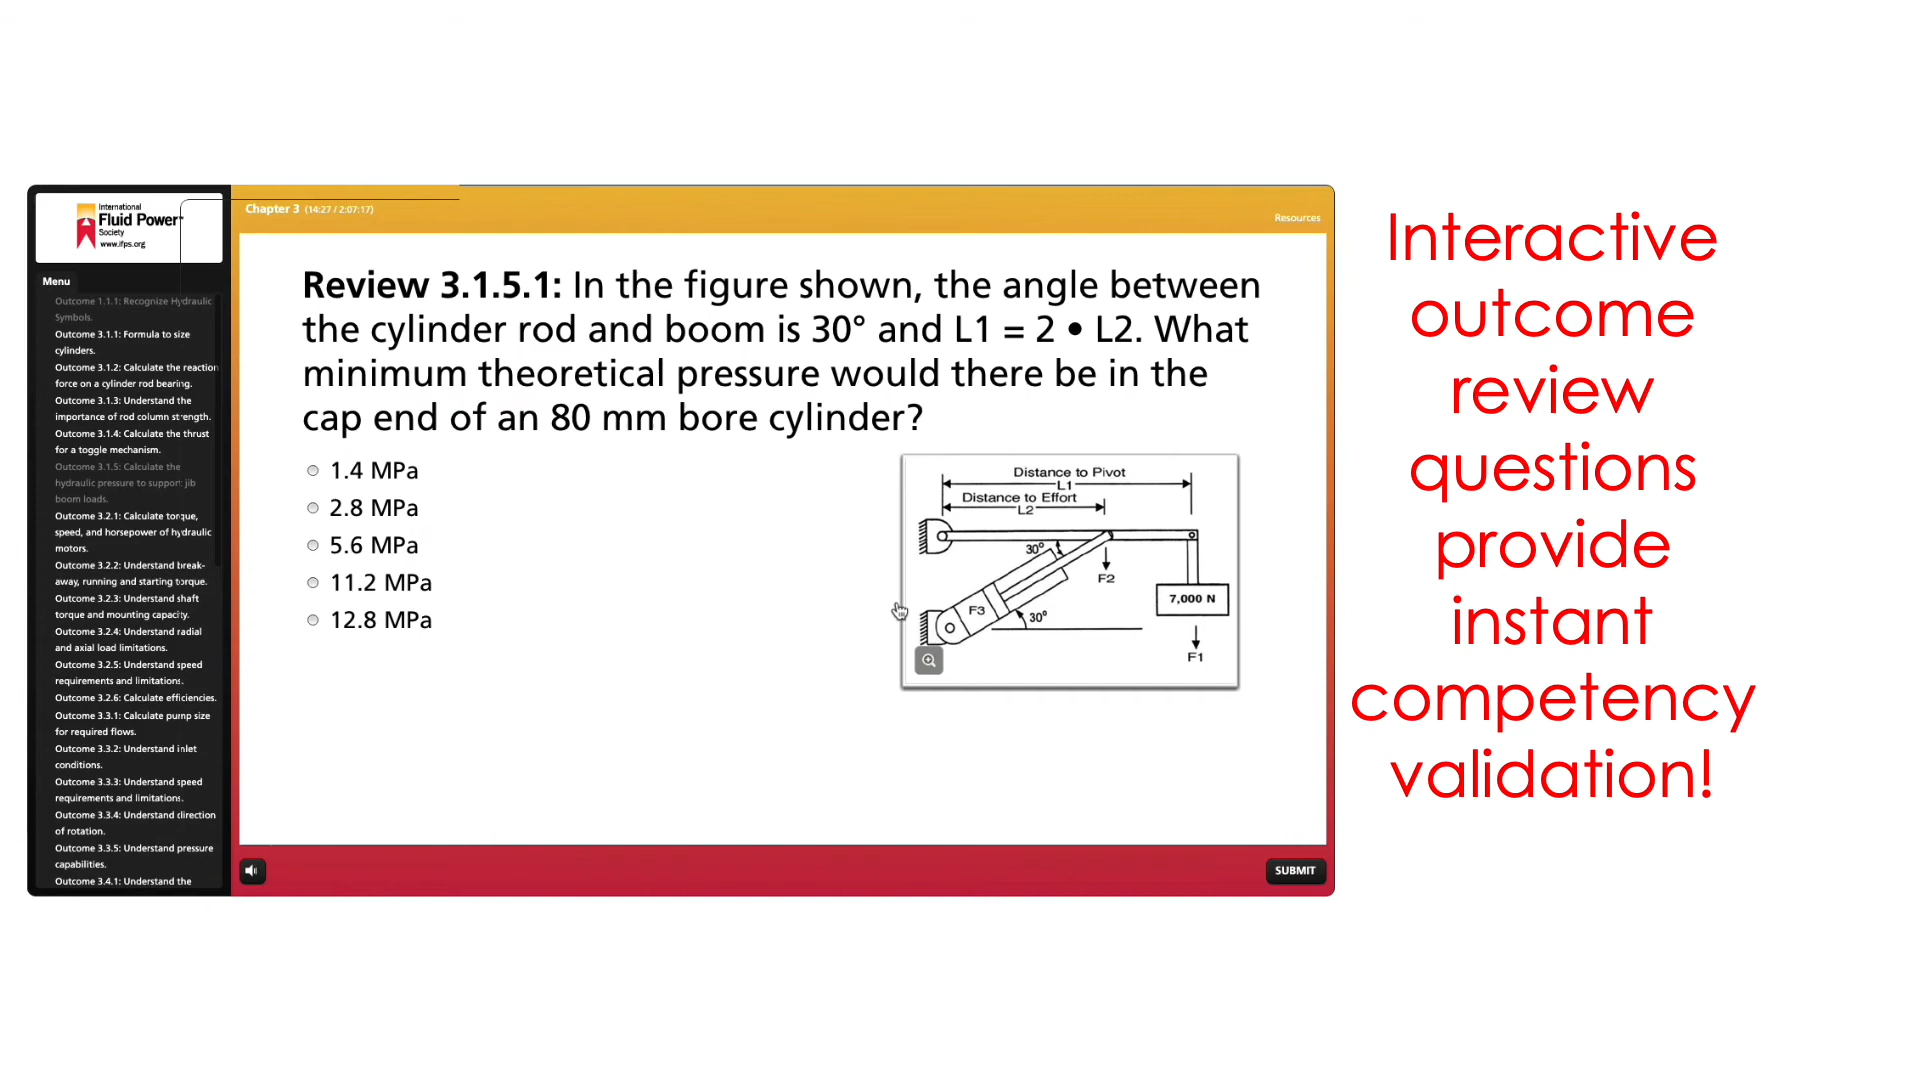 International
Fluid Power
Society
www.ifps.org
Chapter 3 (14:27 / 2:07:17)
Resources
Menu
Outcome 1.1.1: Recognize Hydraulic
Symbols.
Outcome 3.1.1: Formula to size
cylinders.
Outcome 3.1.2: Calculate the reaction
force on a cylinder rod bearing.
Outcome 3.1.3: Understand the
importance of rod column strength.
Outcome 3.1.4: Calculate the thrust
for a toggle mechanism.
Outcome 3.1.5: Calculate the
hydraulic pressure to support jib
boom loads.
Outcome 3.2.1: Calculate torque,
speed, and horsepower of hydraulic
motors.
Outcome 3.2.2: Understand break-
away, running and starting torque.
Outcome 3.2.3: Understand shaft
torque and mounting capacity.
Outcome 3.2.4: Understand radial
and axial load limitations.
Outcome 3.2.5: Understand speed
requirements and limitations.
Outcome 3.2.6: Calculate efficiencies.
Outcome 3.3.1: Calculate pump size
for required flows.
Outcome 3.3.2: Understand inlet
conditions.
Outcome 3.3.3: Understand speed
requirements and limitations.
Outcome 3.3.4: Understand direction
of rotation.
Outcome 3.3.5: Understand pressure
capabilities.
Outcome 3.4.1: Understand the
Review 3.1.5.1: In the figure shown, the angle between
the cylinder rod and boom is 30° and L1 = 2 • L2. What
minimum theoretical pressure would there be in the
cap end of an 80 mm bore cylinder?
1.4 MPa
2.8 MPa
5.6 MPa
11.2 MPa
12.8 MPa
Distance to Pivot
L1
Distance to Effort
L2
30°
F2
F3
30°
7,000 N
F1
SUBMIT
Interactive
outcome
review
questions
provide
instant
competency
validation!